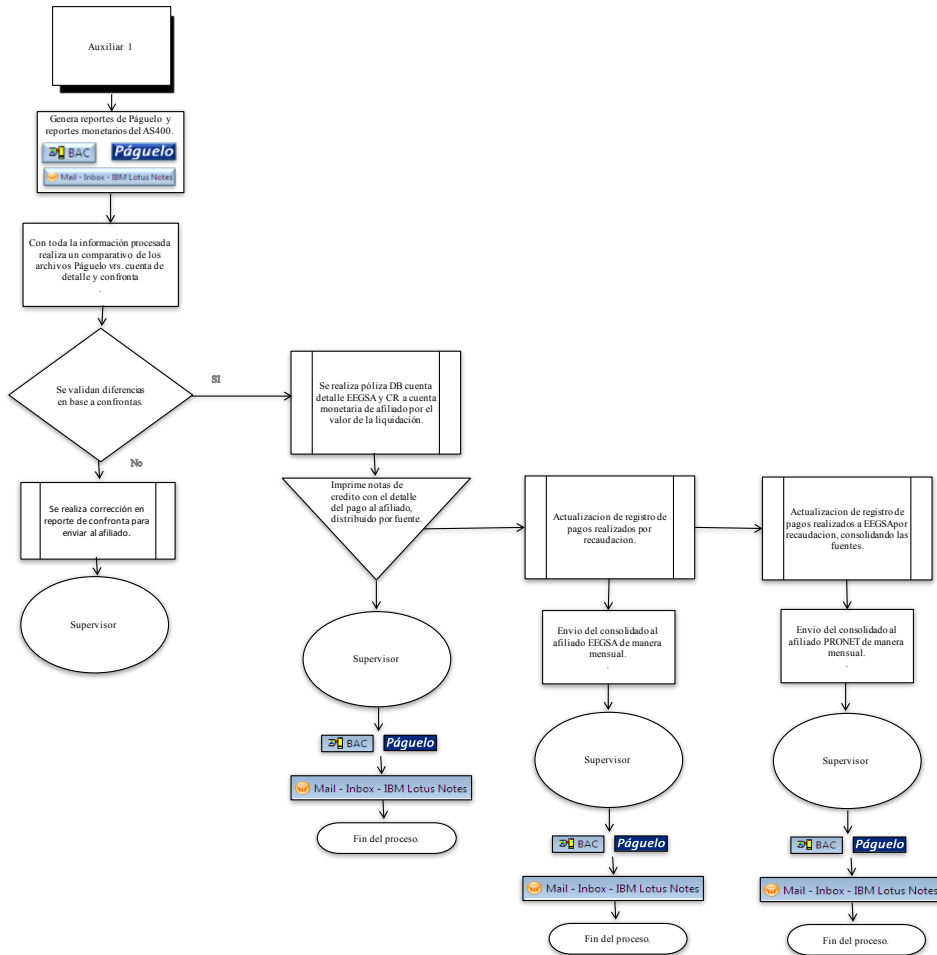 Auxiliar 1
Genera reportes de Páguelo y
reportes monetarios del AS400.
BAC
Páguelo
Mail - Inbox - IBM Lotus Notes
Con toda la información procesada
realiza un comparativo de los
archivos Páguelo vrs. cuenta de
detalle y confronta
.
Se validan diferencias
en base a confrontas.
SI
No
Se realiza corrección en
reporte de confronta para
enviar al afiliado.
Supervisor
Se realiza póliza DB cuenta
detalle EEGSA y CR a cuenta
monetaria de afiliado por el
valor de la liquidación.
Imprime notas de
credito con el detalle
del pago al afiliado,
distribuido por fuente.
Supervisor
BAC
Páguelo
Mail - Inbox - IBM Lotus Notes
Fin del proceso.
Actualizacion de registro de
pagos realizados por
recaudacion.
Envio del consolidado al
afiliado EEGSA de manera
mensual.
.
Supervisor
BAC
Páguelo
Mail - Inbox - IBM Lotus Notes
Fin del proceso.
Actualizacion de registro de
pagos realizados a EEGSApor
recaudacion, consolidando las
fuentes.
Envio del consolidado al
afiliado PRONET de manera
mensual.
.
Supervisor
BAC
Páguelo
Mail - Inbox - IBM Lotus Notes
Fin del proceso.